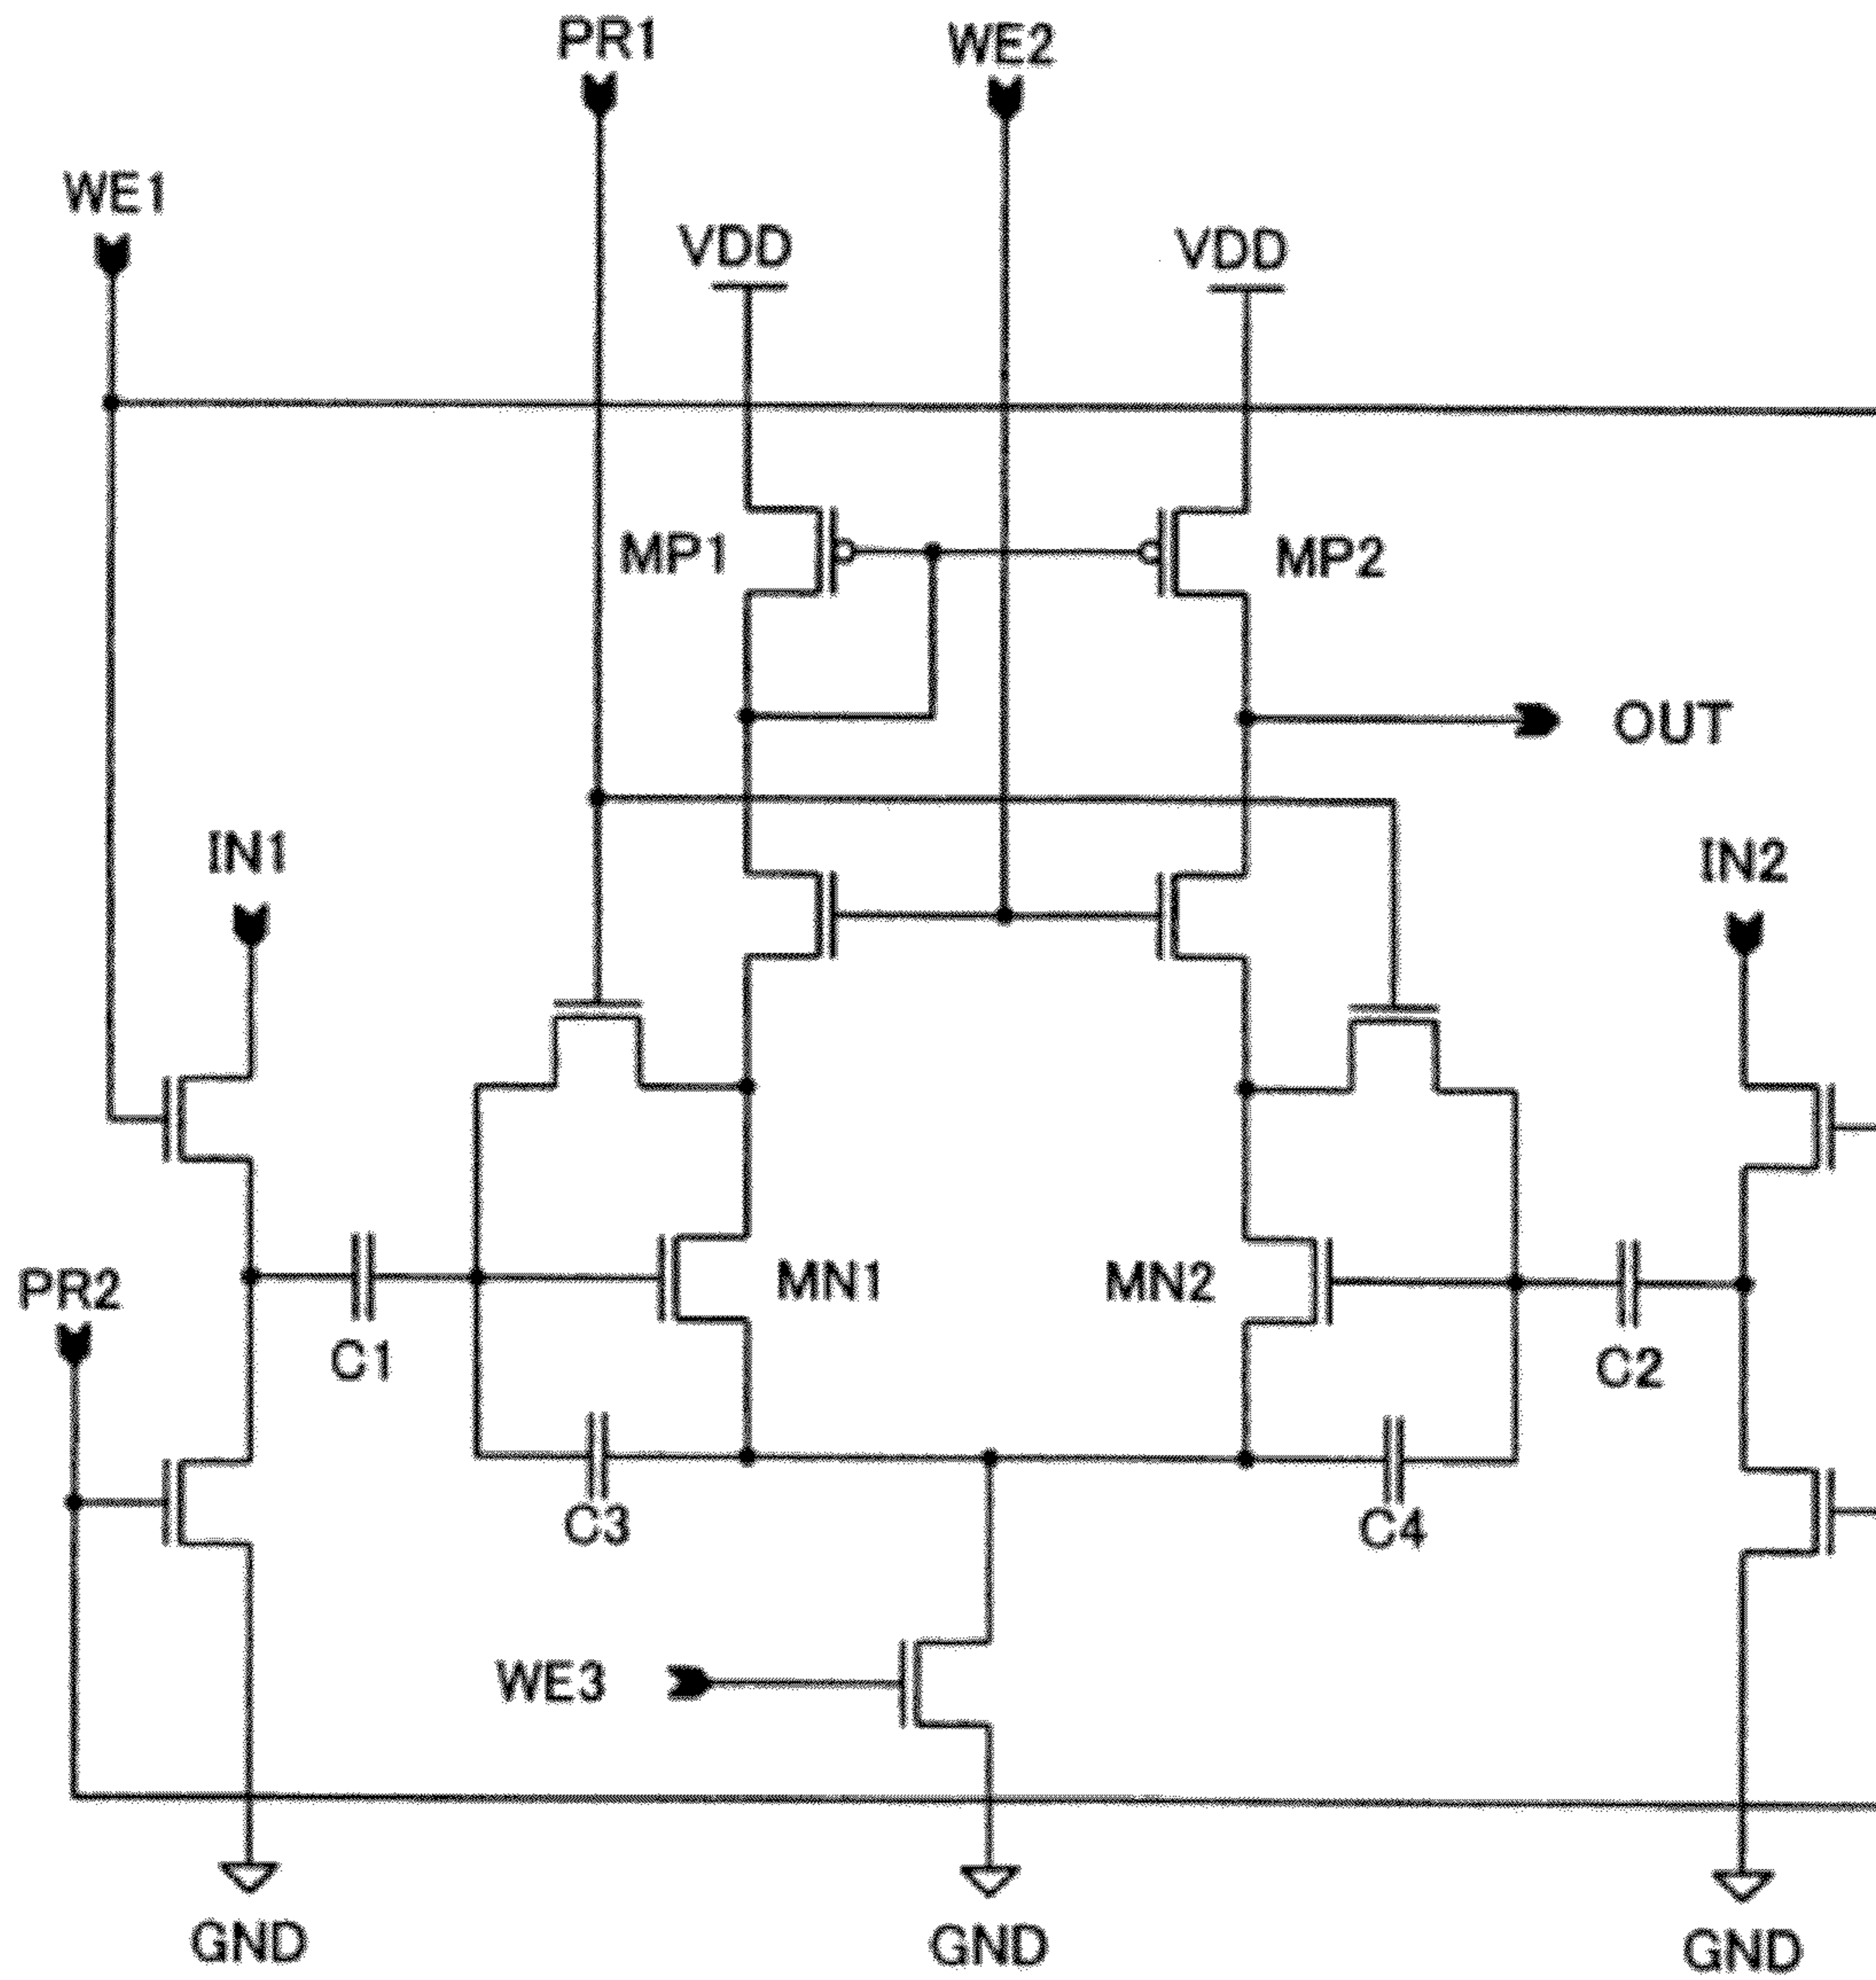 PR1
WE2
WE1
VDD
VDD
MP1
MP2
OUT
IN1
IN2
MN1
MN2
PR2
C1
C2
C3
C4
WE3
GND
GND
GND